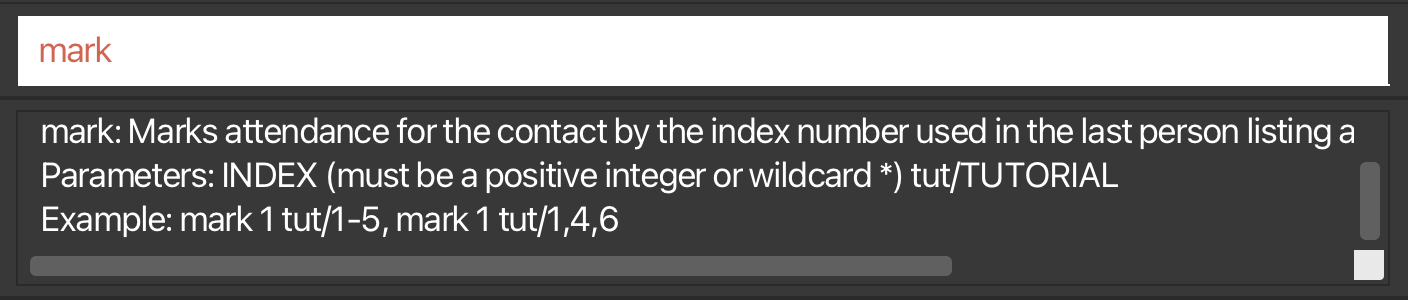 mark
mark: Marks attendance for the contact by the index number used in the last person listing a
Parameters: INDEX (must be a positive integer or wildcard *) tut/TUTORIAL
Example: mark 1 tut/1-5, mark 1 tut/1,4,6